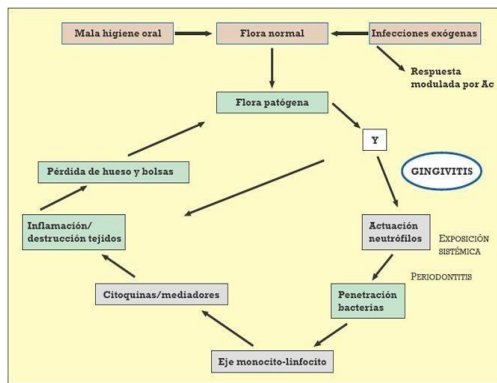 Mala higiene oral
Flora normal
Infecciones exógenas
Respuesta
modulada por Ac
Flora patógena
Y
GINGIVITIS
Pérdida de hueso y bolsas
Inflamación/
destrucción tejidos
Actuación
neutrófilos
EXPOSICIÓN
SISTÉMICA
PERIODONTITIS
Citoquinas/mediadores
Penetración
bacterias
Eje monocito-linfocito